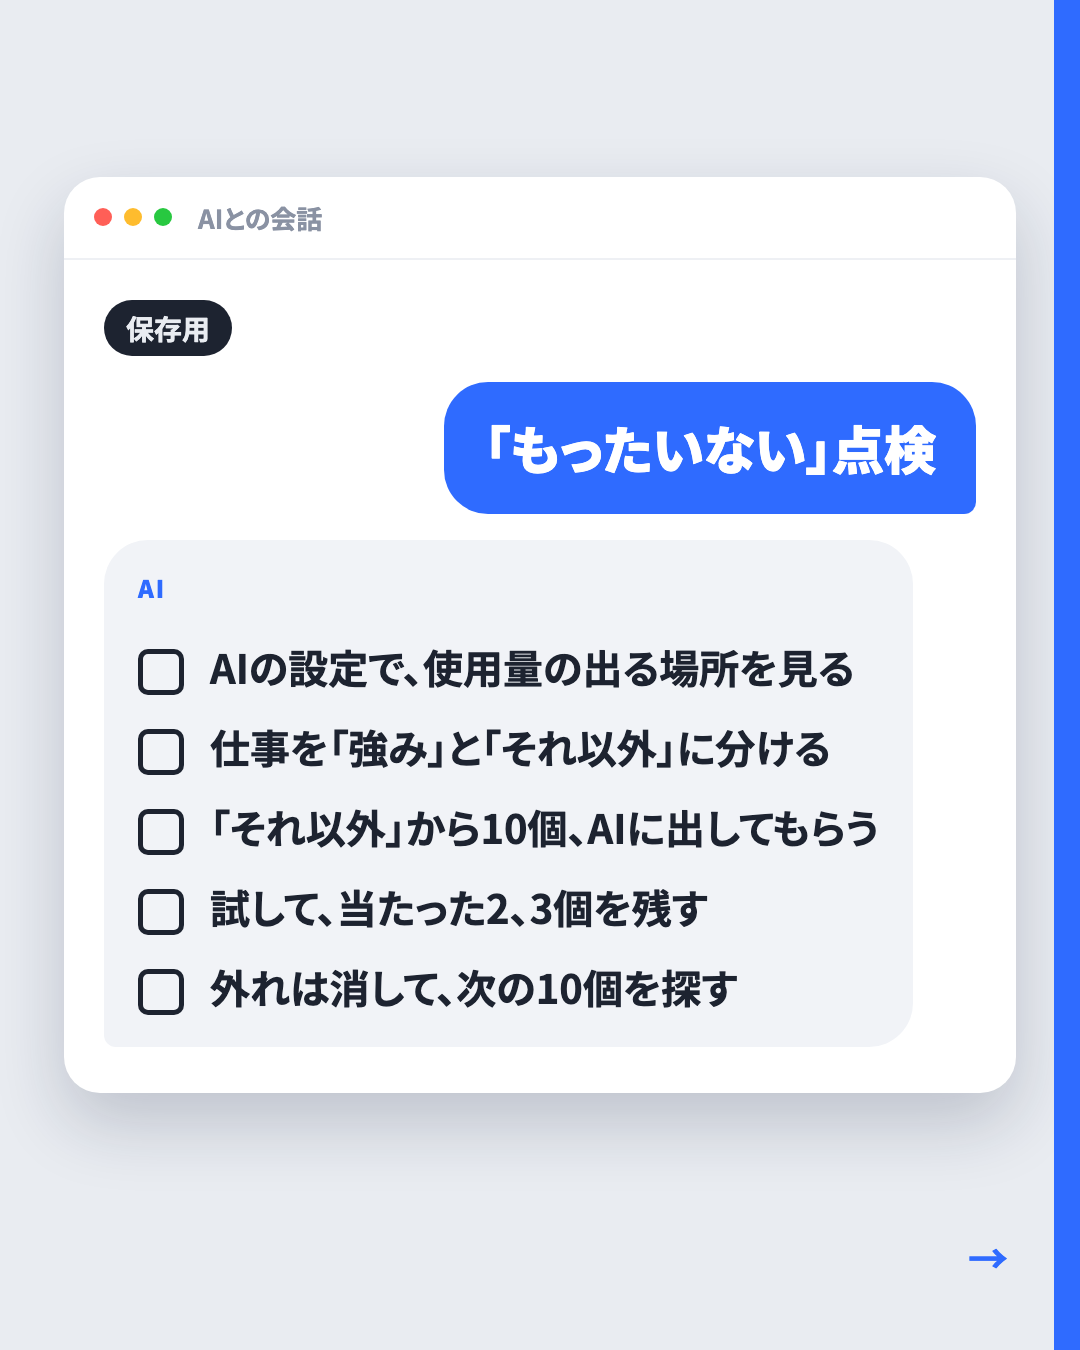 AIとの会話
保存用
「もったいない」点検
AI
AIの設定で、使用量の出る場所を見る
仕事を「強み」と「それ以外」に分ける
「それ以外」から10個、AIに出してもらう
試して、当たった2、3個を残す
外れは消して、次の10個を探す
→